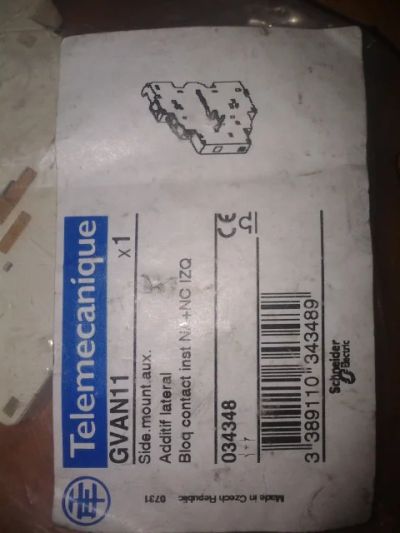 Telemecanique
GVAN11 x1
Side.mount.aux.
Additif lateral
Bloq contact inst +NC IZQ
034348
CE
3 389110 343489
Schneider
Electric
Made in Czech Republic 0731